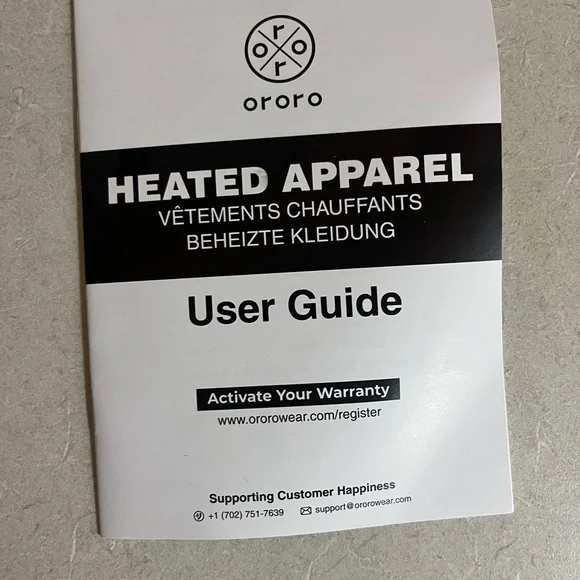 ororo
ororo
HEATED APPAREL
VÊTEMENTS CHAUFFANTS
BEHEIZTE KLEIDUNG
User Guide
Activate Your Warranty
www.ororowear.com/register
Supporting Customer Happiness
+1 (702) 751-7639 support@ororowear.com